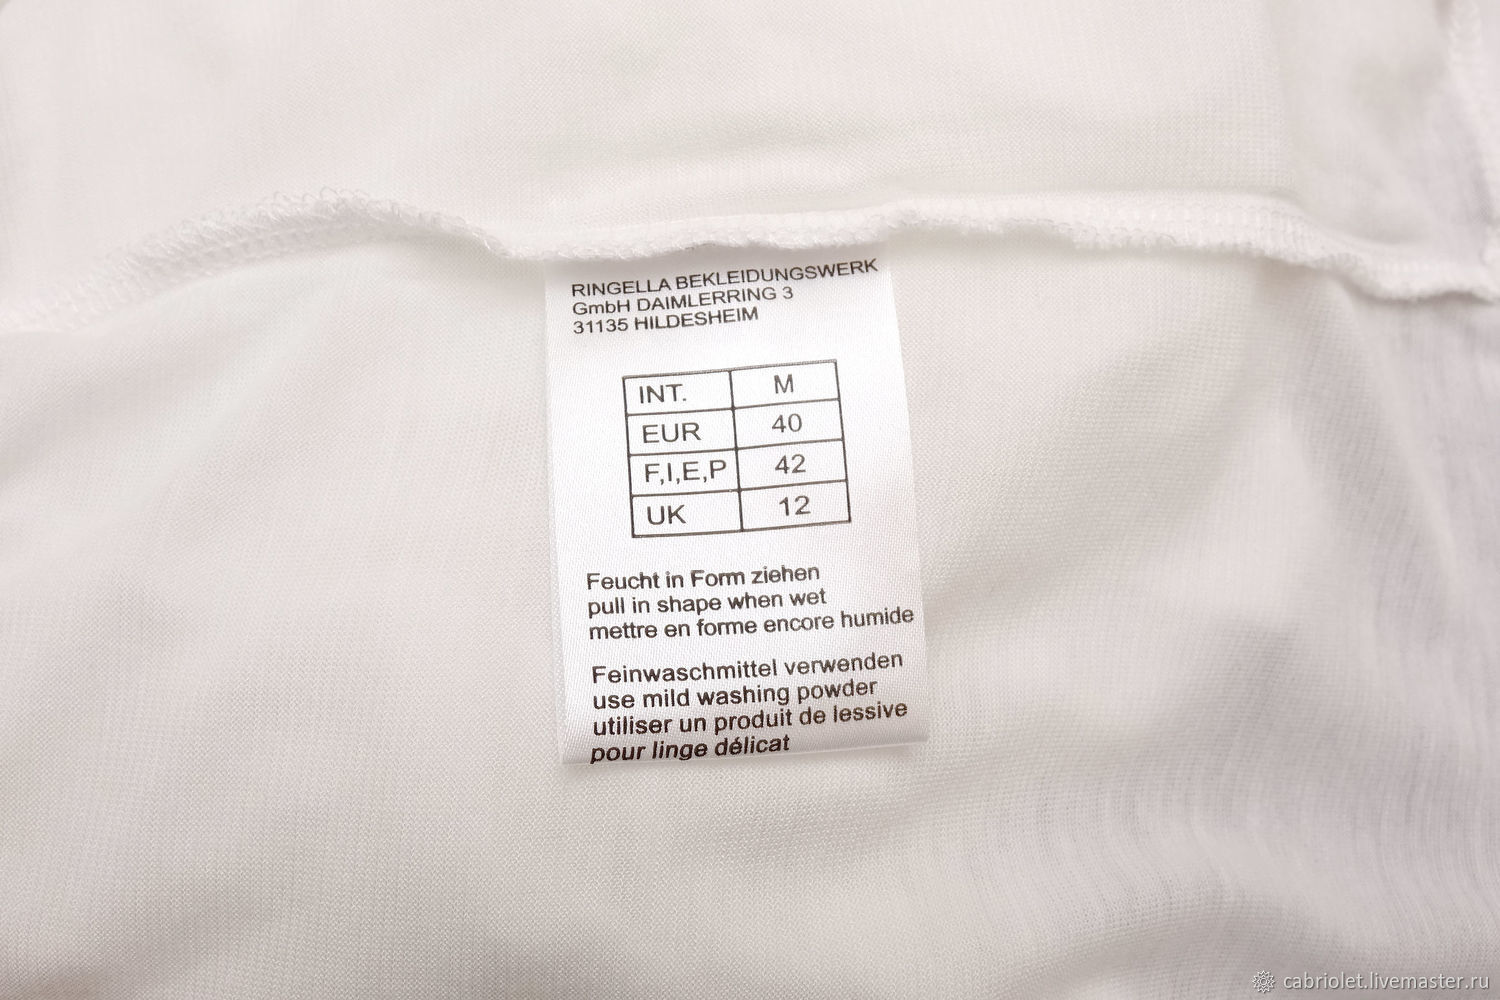 RINGELLA BEKLEIDUNGSWERK
GmbH DAIMLERRING 3
31135 HILDESHEIM
INT. M
EUR 40
F,I,E,P 42
UK 12
Feucht in Form ziehen
pull in shape when wet
mettre en forme encore humide
Feinwaschmittel verwenden
use mild washing powder
utiliser un produit de lessive
pour linge délicat
cabriolet.livemaster.ru